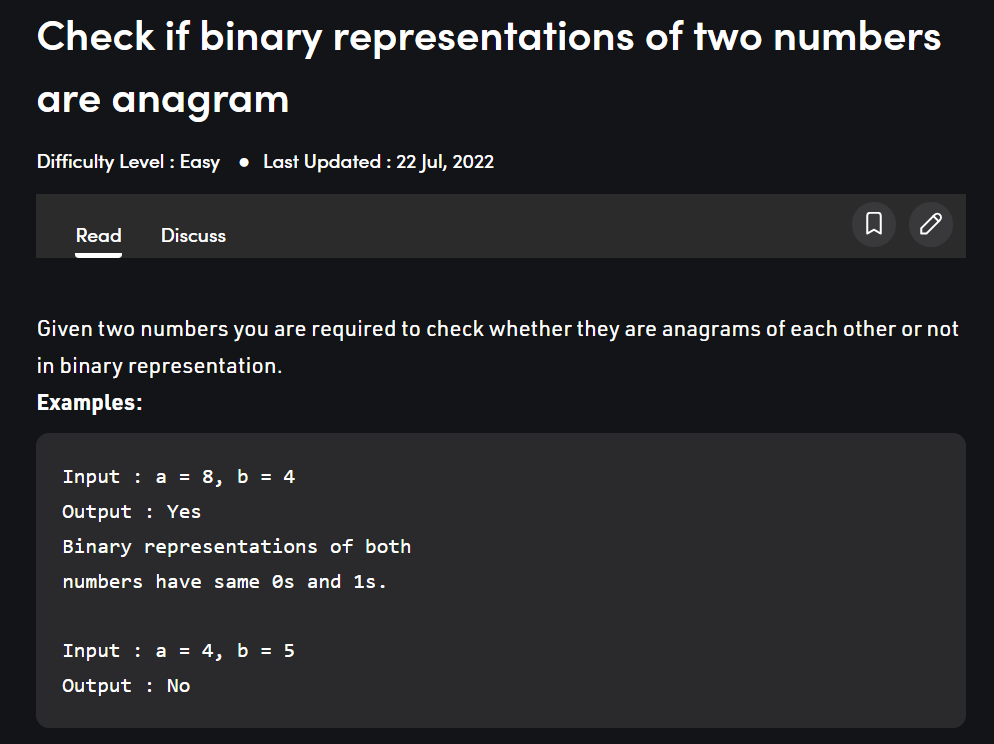 Check if binary representations of two numbers
are anagram
Difficulty Level : Easy ● Last Updated : 22 Jul, 2022
Read Discuss
Given two numbers you are required to check whether they are anagrams of each other or not
in binary representation.
Examples:
Input : a = 8, b = 4
Output : Yes
Binary representations of both
numbers have same 0s and 1s.
Input : a = 4, b = 5
Output : No